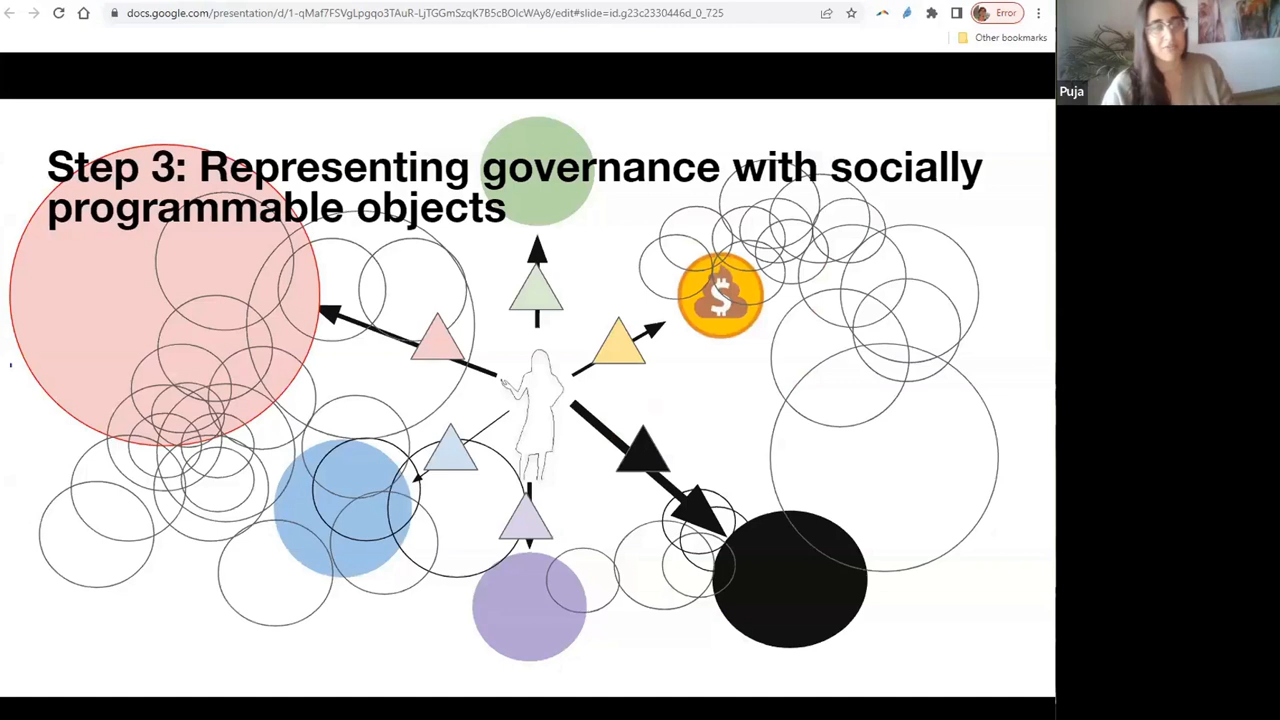 docs.google.com/presentation/d/1-qMaf7FSVgLpgqo3TAuR-LjTGGmSzqK7B5cBOIcWAy8/edit#slide=id.g23c2330446d_0_725
Error
Other bookmarks
Puja
Step 3: Representing governance with socially
programmable objects
$